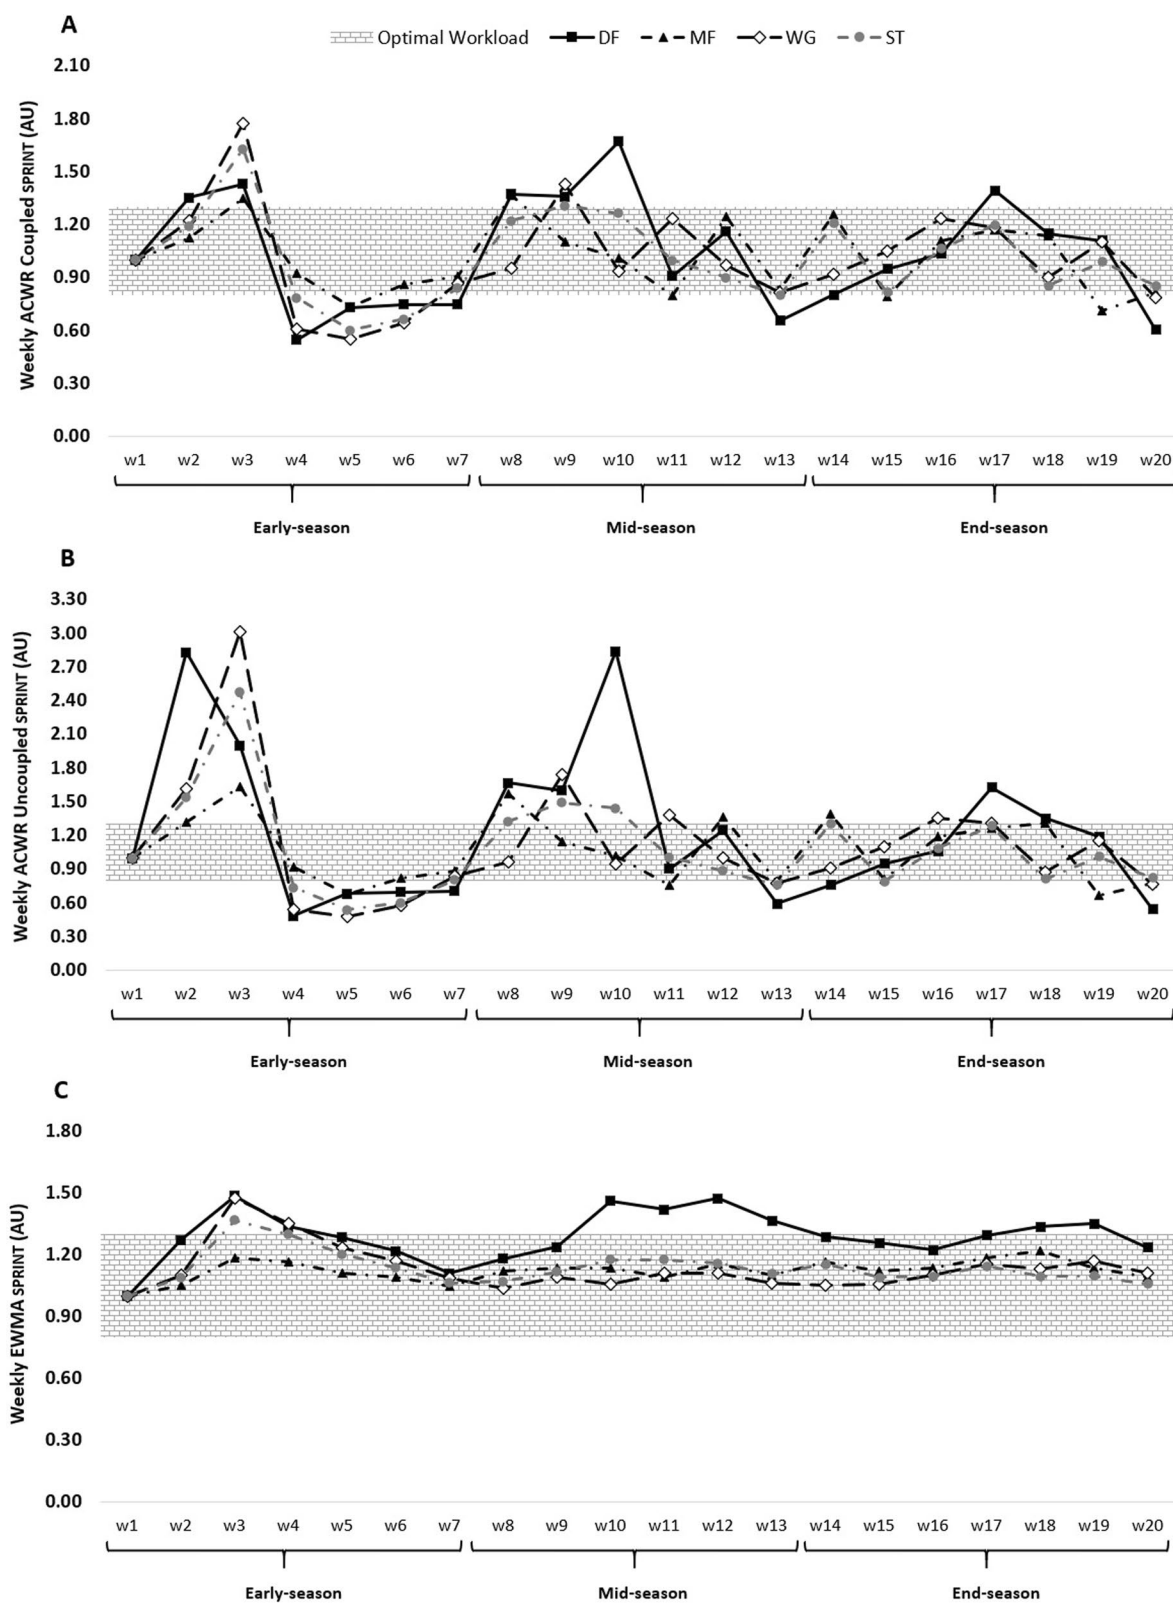 A
Optimal Workload DF MF WG ST
Weekly ACWR Coupled SPRINT (AU)
2.10
1.80
1.50
1.20
0.90
0.60
0.30
0.00
w1 w2 w3 w4 w5 w6 w7 w8 w9 w10 w11 w12 w13 w14 w15 w16 w17 w18 w19 w20
Early-season Mid-season End-season
B
Weekly ACWR Uncoupled SPRINT (AU)
3.30
3.00
2.70
2.40
2.10
1.80
1.50
1.20
0.90
0.60
0.30
0.00
w1 w2 w3 w4 w5 w6 w7 w8 w9 w10 w11 w12 w13 w14 w15 w16 w17 w18 w19 w20
Early-season Mid-season End-season
C
Weekly EWMA SPRINT (AU)
1.80
1.50
1.20
0.90
0.60
0.30
0.00
w1 w2 w3 w4 w5 w6 w7 w8 w9 w10 w11 w12 w13 w14 w15 w16 w17 w18 w19 w20
Early-season Mid-season End-season